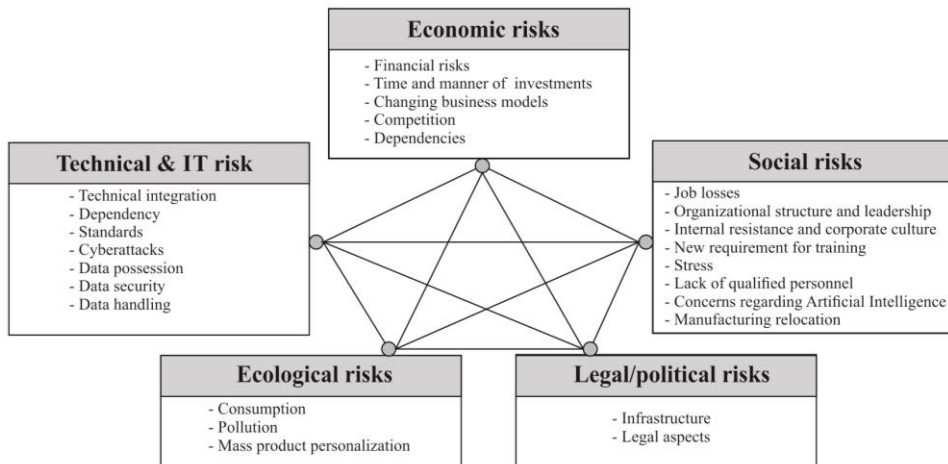 Economic risks
- Financial risks
- Time and manner of investments
- Changing business models
- Competition
- Dependencies
Technical & IT risk
- Technical integration
- Dependency
- Standards
- Cyberattacks
- Data possession
- Data security
- Data handling
Social risks
- Job losses
- Organizational structure and leadership
- Internal resistance and corporate culture
- New requirement for training
- Stress
- Lack of qualified personnel
- Concerns regarding Artificial Intelligence
- Manufacturing relocation
Ecological risks
- Consumption
- Pollution
- Mass product personalization
Legal/political risks
- Infrastructure
- Legal aspects